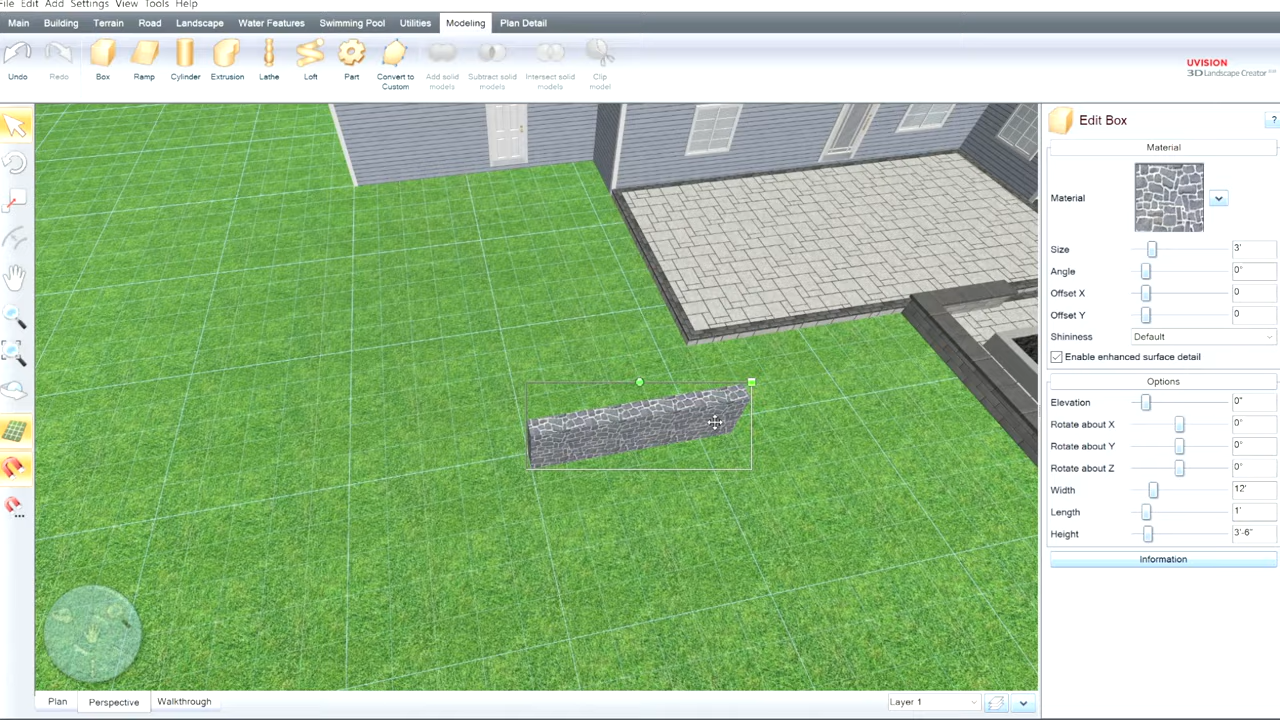 File Edit Add Settings View Tools Help
Main Building Terrain Road Landscape Water Features Swimming Pool Utilities Modeling Plan Detail
Undo Redo Box Ramp Cylinder Extrusion Lathe Loft Part Convert to Custom Add solid models Subtract solid models Intersect solid models Clip model
UVISION
3D Landscape Creator
Edit Box
?
Material
Material
Size 3'
Angle 0°
Offset X 0
Offset Y 0
Shininess Default
Enable enhanced surface detail
Options
Elevation 0"
Rotate about X 0°
Rotate about Y 0°
Rotate about Z 0°
Width 12'
Length 1'
Height 3'-6"
Information
Plan Perspective Walkthrough Layer 1